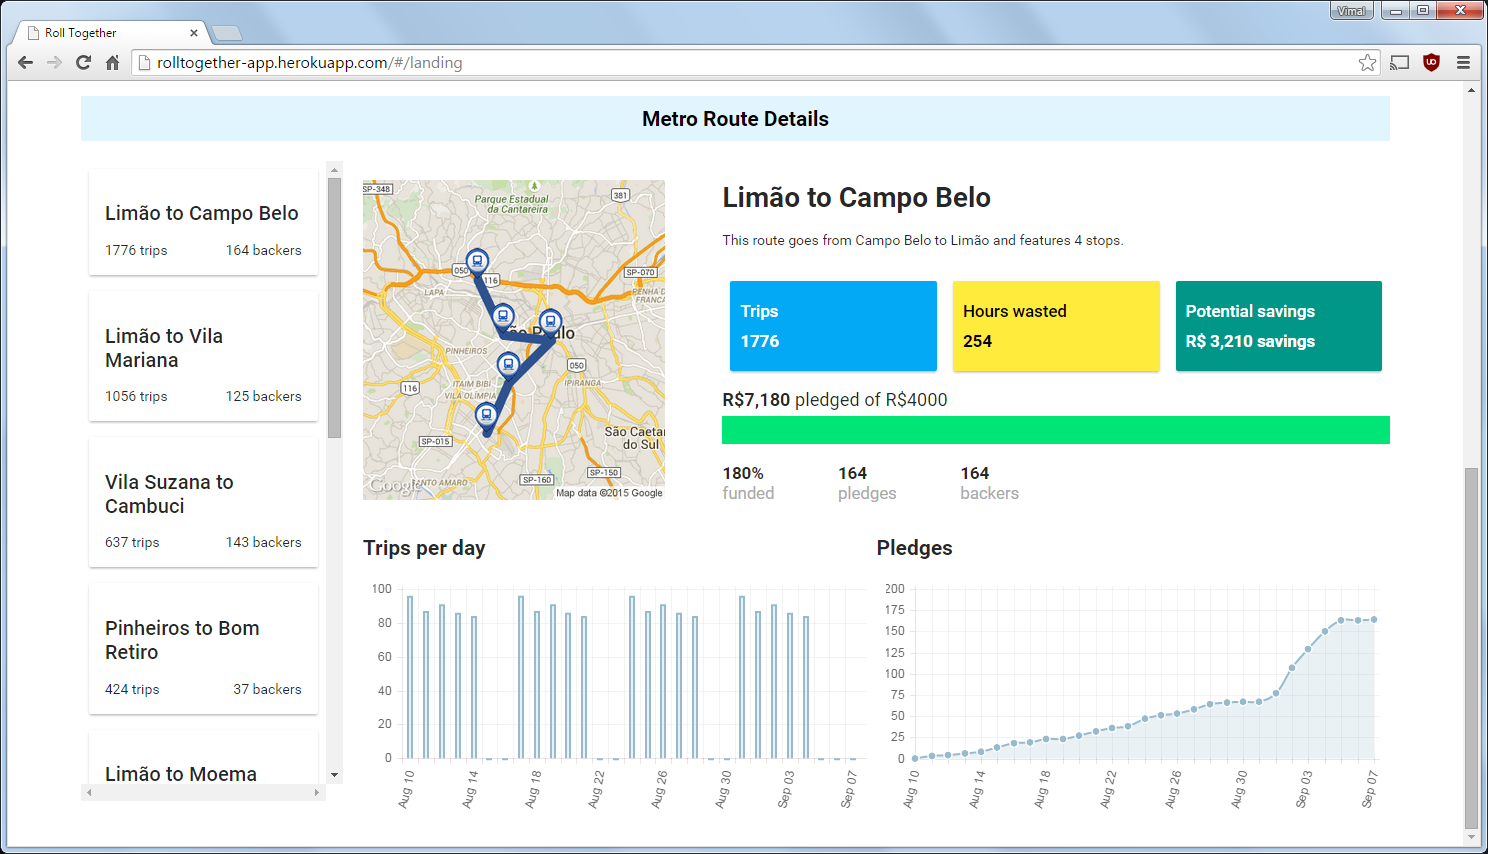 Vimal
Roll Together
rolltogether-app.herokuapp.com/#/landing
Metro Route Details
Limão to Campo Belo
1776 trips 164 backers
Limão to Vila
Mariana
1056 trips 125 backers
Vila Suzana to
Cambuci
637 trips 143 backers
Pinheiros to Bom
Retiro
424 trips 37 backers
Limão to Moema
SP-348
Parque Estadual
da Cantareira
381
SP-070
050
116
LAPA
PENHA D
FRANÇA
São Paulo
PINHEIROS
050
ITAIM BIBI
IPIRANGA
116
VILA OLÍMPIA
SP-015
São Caetan
do Sul
SP-150
SANTO AMARO
SP-160
Google
Map data ©2015 Google
Limão to Campo Belo
This route goes from Campo Belo to Limão and features 4 stops.
Trips
1776
Hours wasted
254
Potential savings
R$ 3,210 savings
R$7,180 pledged of R$4000
180%
funded
164
pledges
164
backers
Trips per day
100
80
60
40
20
0
Aug 10 Aug 14 Aug 18 Aug 22 Aug 26 Aug 30 Sep 03 Sep 07
Pledges
200
175
150
125
100
75
50
25
0
Aug 10 Aug 14 Aug 18 Aug 22 Aug 26 Aug 30 Sep 03 Sep 07